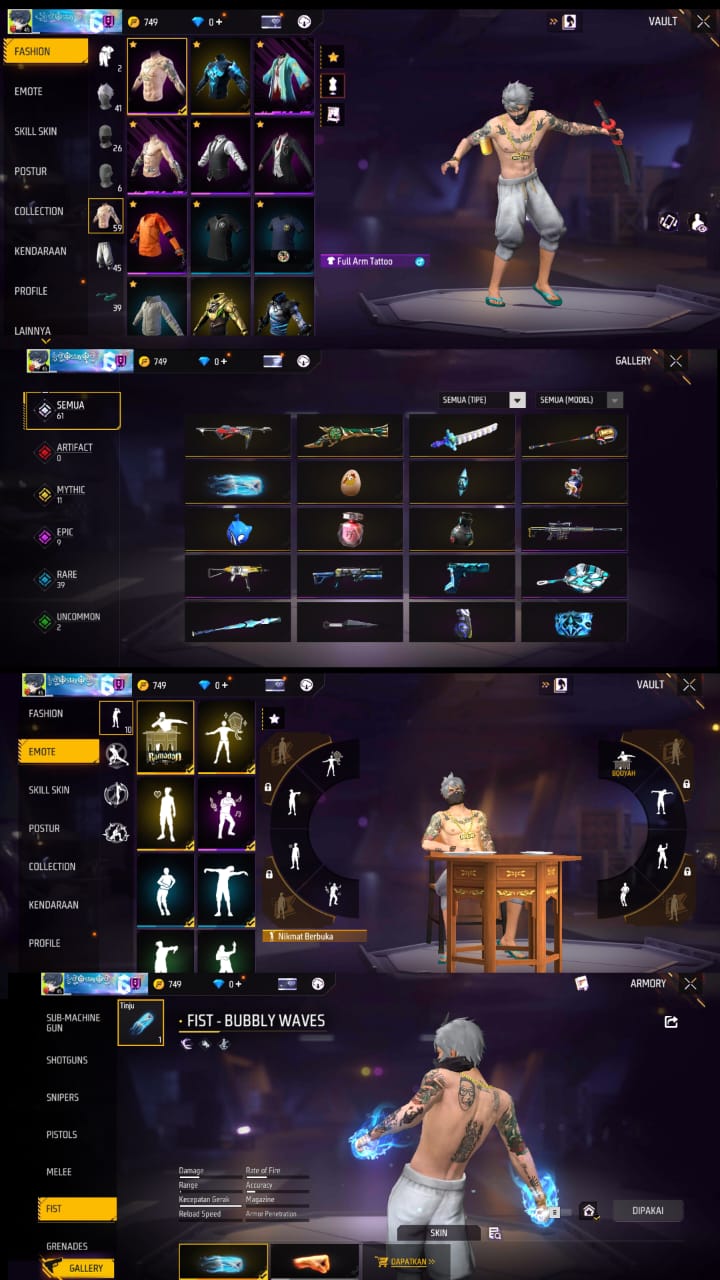 749
0+
VAULT
FASHION
2
EMOTE
41
SKILL SKIN
26
POSTUR
6
COLLECTION
59
KENDARAAN
45
PROFILE
39
LAINNYA
Full Arm Tattoo
749
0+
GALLERY
SEMUA
61
SEMUA (TIPE)
SEMUA (MODEL)
ARTIFACT
0
MYTHIC
11
EPIC
9
RARE
39
UNCOMMON
2
749
0+
VAULT
FASHION
10
EMOTE
Ramadan
SKILL SKIN
POSTUR
COLLECTION
KENDARAAN
PROFILE
BOOYAH
Nikmat Berbuka
749
0+
ARMORY
SUB-MACHINE
GUN
Tinju
1
FIST - BUBBLY WAVES
SHOTGUNS
SNIPERS
PISTOLS
MELEE
FIST
GRENADES
GALLERY
Damage
Rate of Fire
Range
Accuracy
Kecepatan Gerak
Magazine
Reload Speed
Armor Penetration
SKIN
DIPAKAI
DAPATKAN